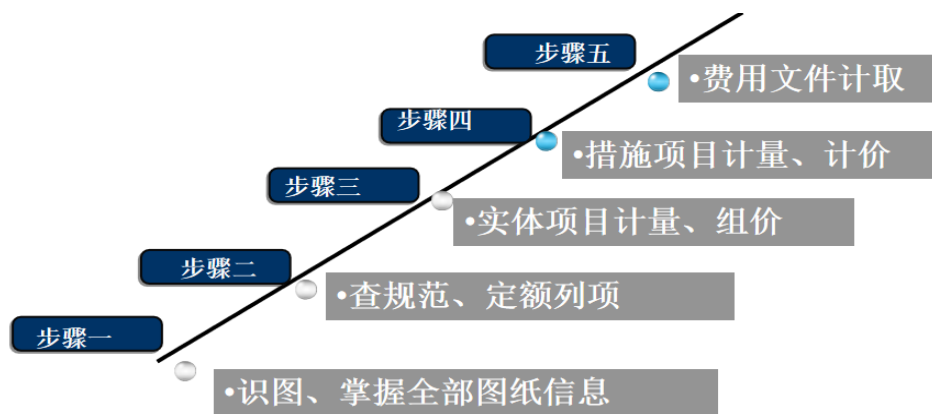 步骤五
•费用文件计取
步骤四
•措施项目计量、计价
步骤三
•实体项目计量、组价
步骤二
•查规范、定额列项
步骤一
•识图、掌握全部图纸信息